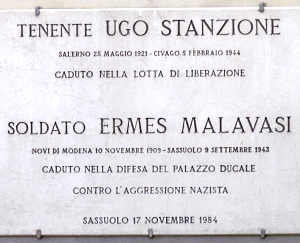 TENENTE UGO STANZIONE
SALERNO 25 MAGGIO 1921 - CIVAGO 5 FEBBRAIO 1944
CADUTO NELLA LOTTA DI LIBERAZIONE
SOLDATO ERMES MALAVASI
NOVI DI MODENA 10 NOVEMBRE 1909 - SASSUOLO 9 SETTEMBRE 1943
CADUTO NELLA DIFESA DEL PALAZZO DUCALE
CONTRO L'AGGRESSIONE NAZISTA
SASSUOLO 17 NOVEMBRE 1984